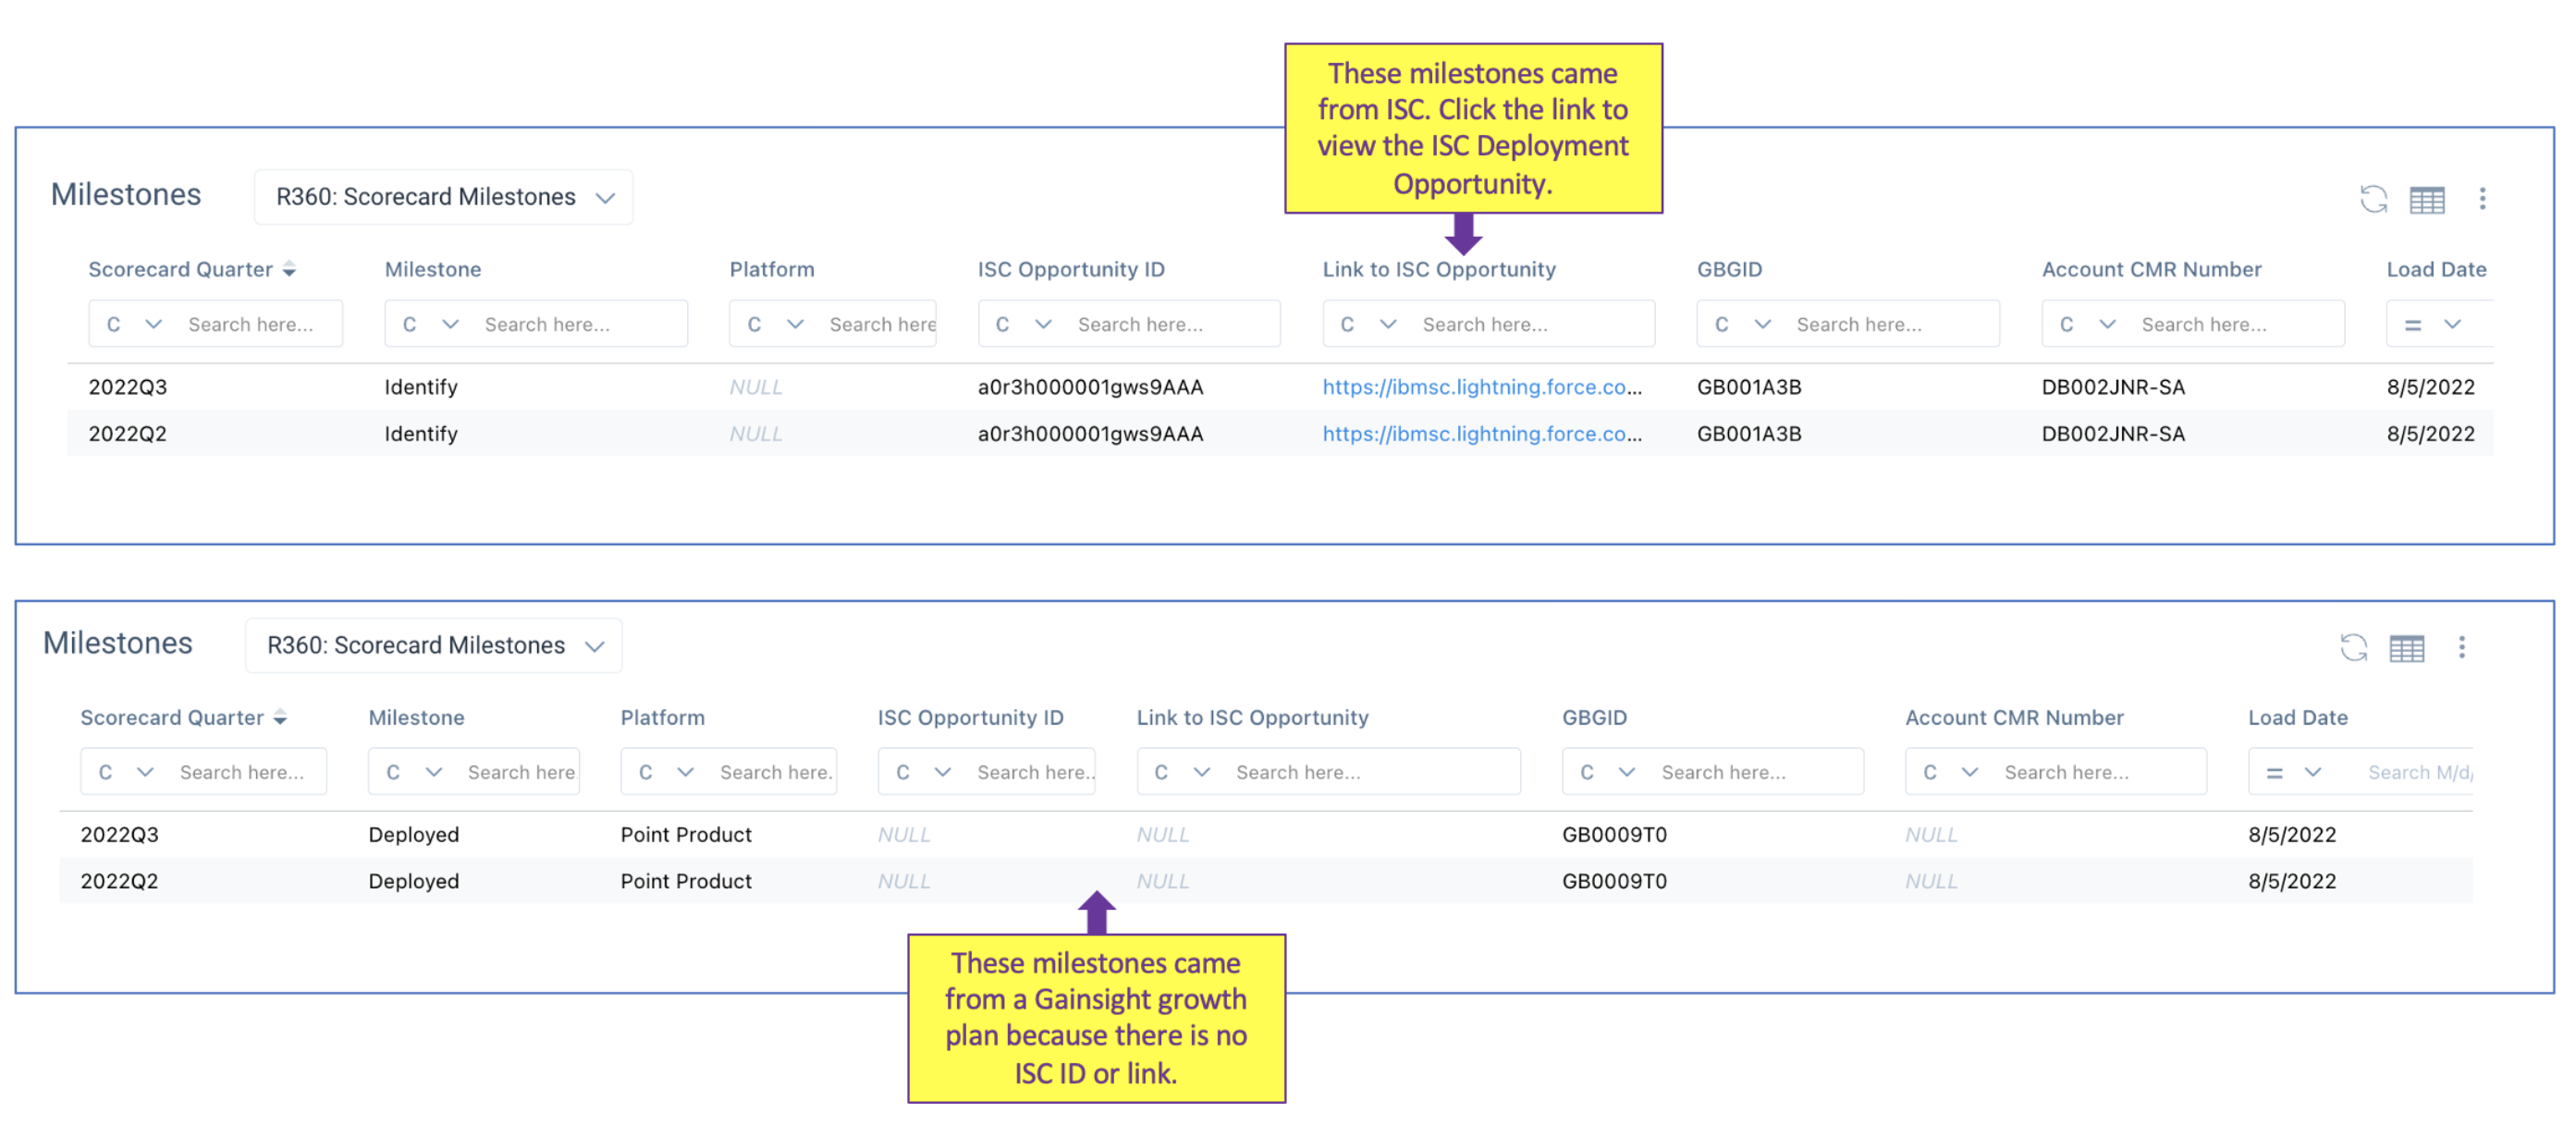 These milestones came
from ISC. Click the link to
view the ISC Deployment
Opportunity.
Milestones R360: Scorecard Milestones
Scorecard Quarter Milestone Platform ISC Opportunity ID Link to ISC Opportunity GBGID Account CMR Number Load Date
C Search here... C Search here... C Search here C Search here... C Search here... C Search here... C Search here... =
2022Q3 Identify NULL a0r3h000001gws9AAA https://ibmsc.lightning.force.co... GB001A3B DB002JNR-SA 8/5/2022
2022Q2 Identify NULL a0r3h000001gws9AAA https://ibmsc.lightning.force.co... GB001A3B DB002JNR-SA 8/5/2022
Milestones R360: Scorecard Milestones
Scorecard Quarter Milestone Platform ISC Opportunity ID Link to ISC Opportunity GBGID Account CMR Number Load Date
C Search here... C Search here C Search here. C Search here.. C Search here... C Search here... C Search here... = Search M/d/
2022Q3 Deployed Point Product NULL NULL GB0009T0 NULL 8/5/2022
2022Q2 Deployed Point Product NULL NULL GB0009T0 NULL 8/5/2022
These milestones came
from a Gainsight growth
plan because there is no
ISC ID or link.